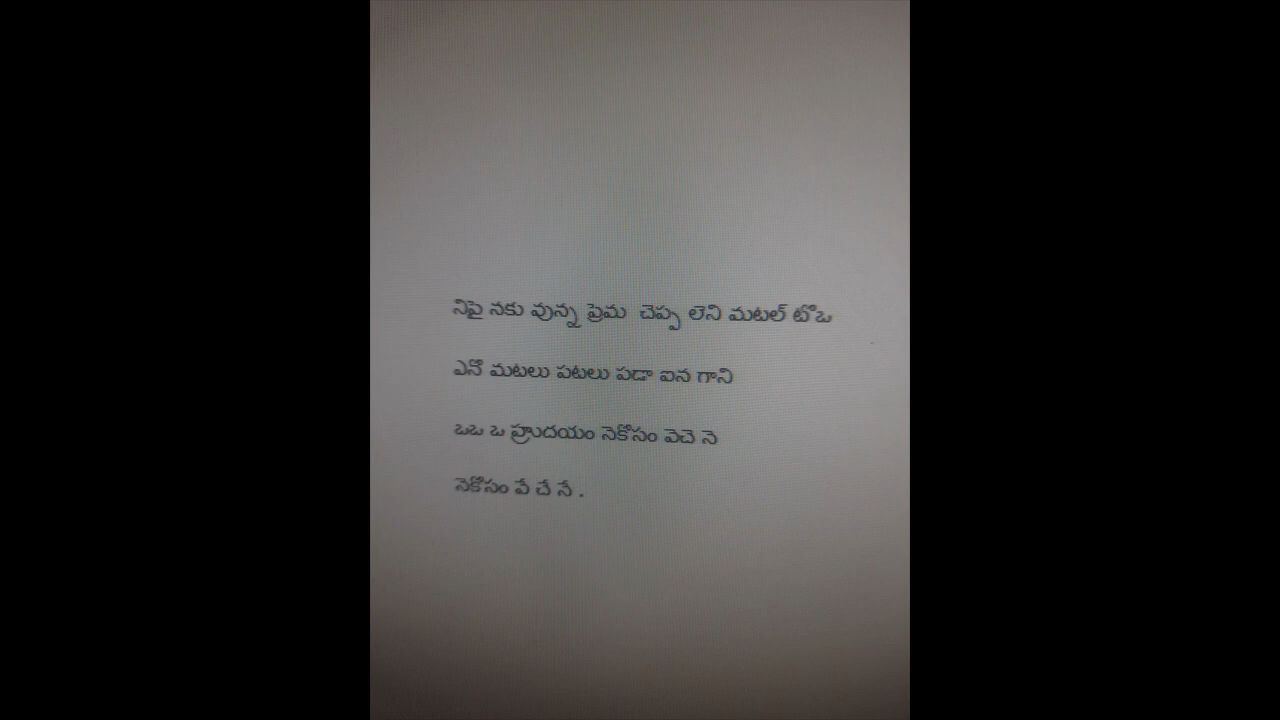 నిపై నకు వున్న ప్రెమ చెప్ప లెని మటల్ టొఒ
ఎనొ మటలు పటలు పడా ఐన గాని
ఒఒ ఒ హ్రుదయం నెకోసం వెచె నె
నెకోసం వే చే నే .